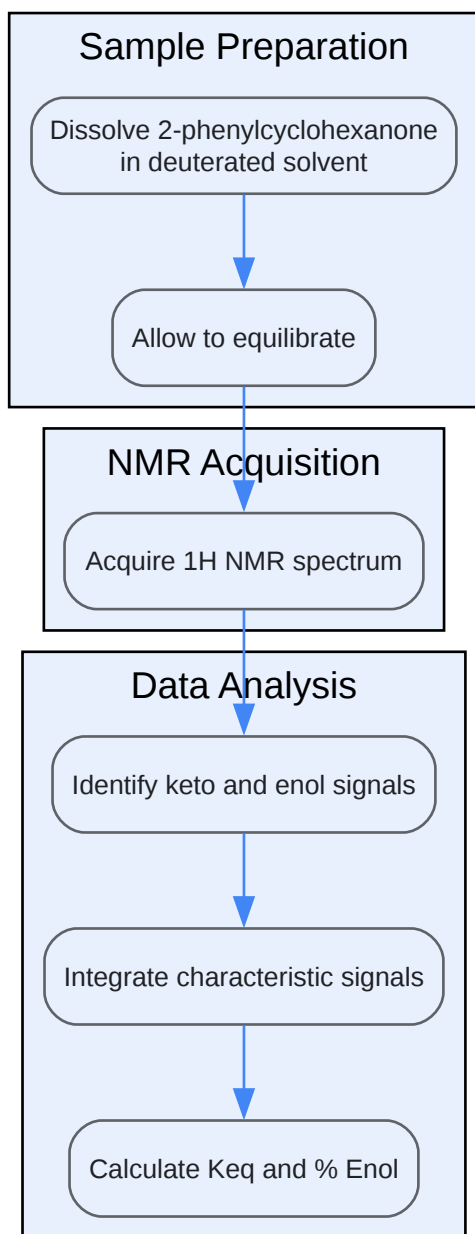 Sample Preparation
Dissolve 2-phenylcyclohexanone
in deuterated solvent
Allow to equilibrate
NMR Acquisition
Acquire 1H NMR spectrum
Data Analysis
Identify keto and enol signals
Integrate characteristic signals
Calculate Keq and % Enol